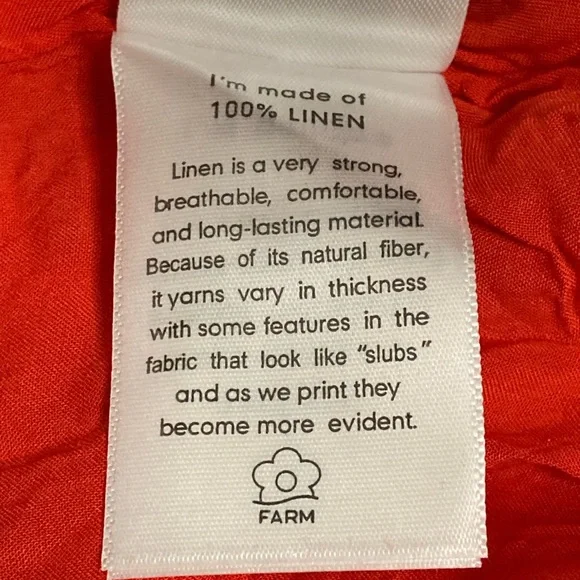 I'm made of
100% LINEN
Linen is a very strong,
breathable, comfortable,
and long-lasting material.
Because of its natural fiber,
it yarns vary in thickness
with some features in the
fabric that look like "slubs"
and as we print they
become more evident.
FARM